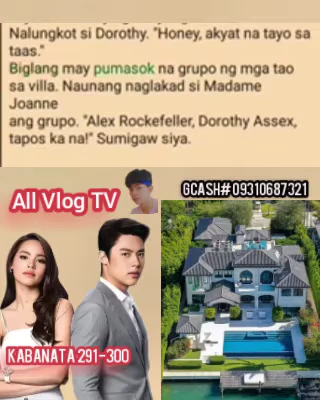 Nalungkot si Dorothy. "Honey, akyat na tayo sa
taas."
Biglang may pumasok na grupo ng mga tao
sa villa. Naunang naglakad si Madame
Joanne
ang grupo. "Alex Rockefeller, Dorothy Assex,
tapos ka na!" Sumigaw siya.
All Vlog TV
GCASH# 09310687321
KABANATA 291-300